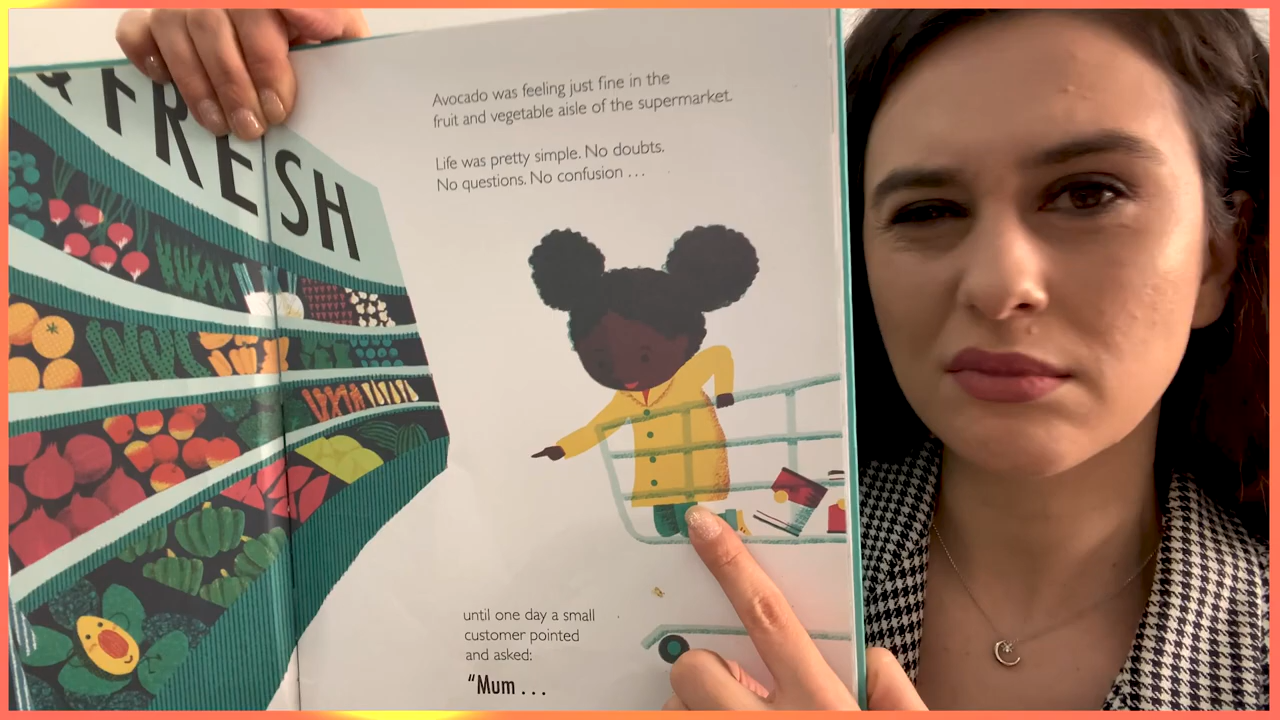 & FRESH
Avocado was feeling just fine in the
fruit and vegetable aisle of the supermarket.
Life was pretty simple. No doubts.
No questions. No confusion ...
until one day a small
customer pointed
and asked:
“Mum ...